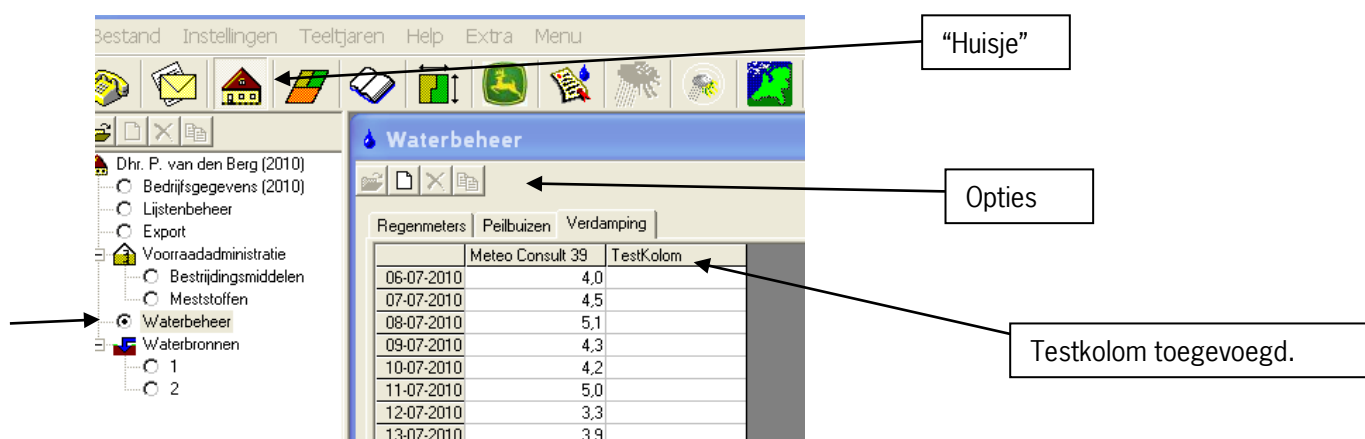 Bestand Instellingen Teeltjaren Help Extra Menu
“Huisje”
Waterbeheer
Opties
Dhr. P. van den Berg (2010)
Bedrijfsgegevens (2010)
Lijstenbeheer
Export
Voorraadadministratie
Bestrijdingsmiddelen
Meststoffen
Waterbeheer
Waterbronnen
1
2
Regenmeters Peilbuizen Verdamping
Meteo Consult 39 TestKolom
06-07-2010 4,0
07-07-2010 4,5
08-07-2010 5,1
09-07-2010 4,3
10-07-2010 4,2
11-07-2010 5,0
12-07-2010 3,3
13-07-2010 3,9
Testkolom toegevoegd.